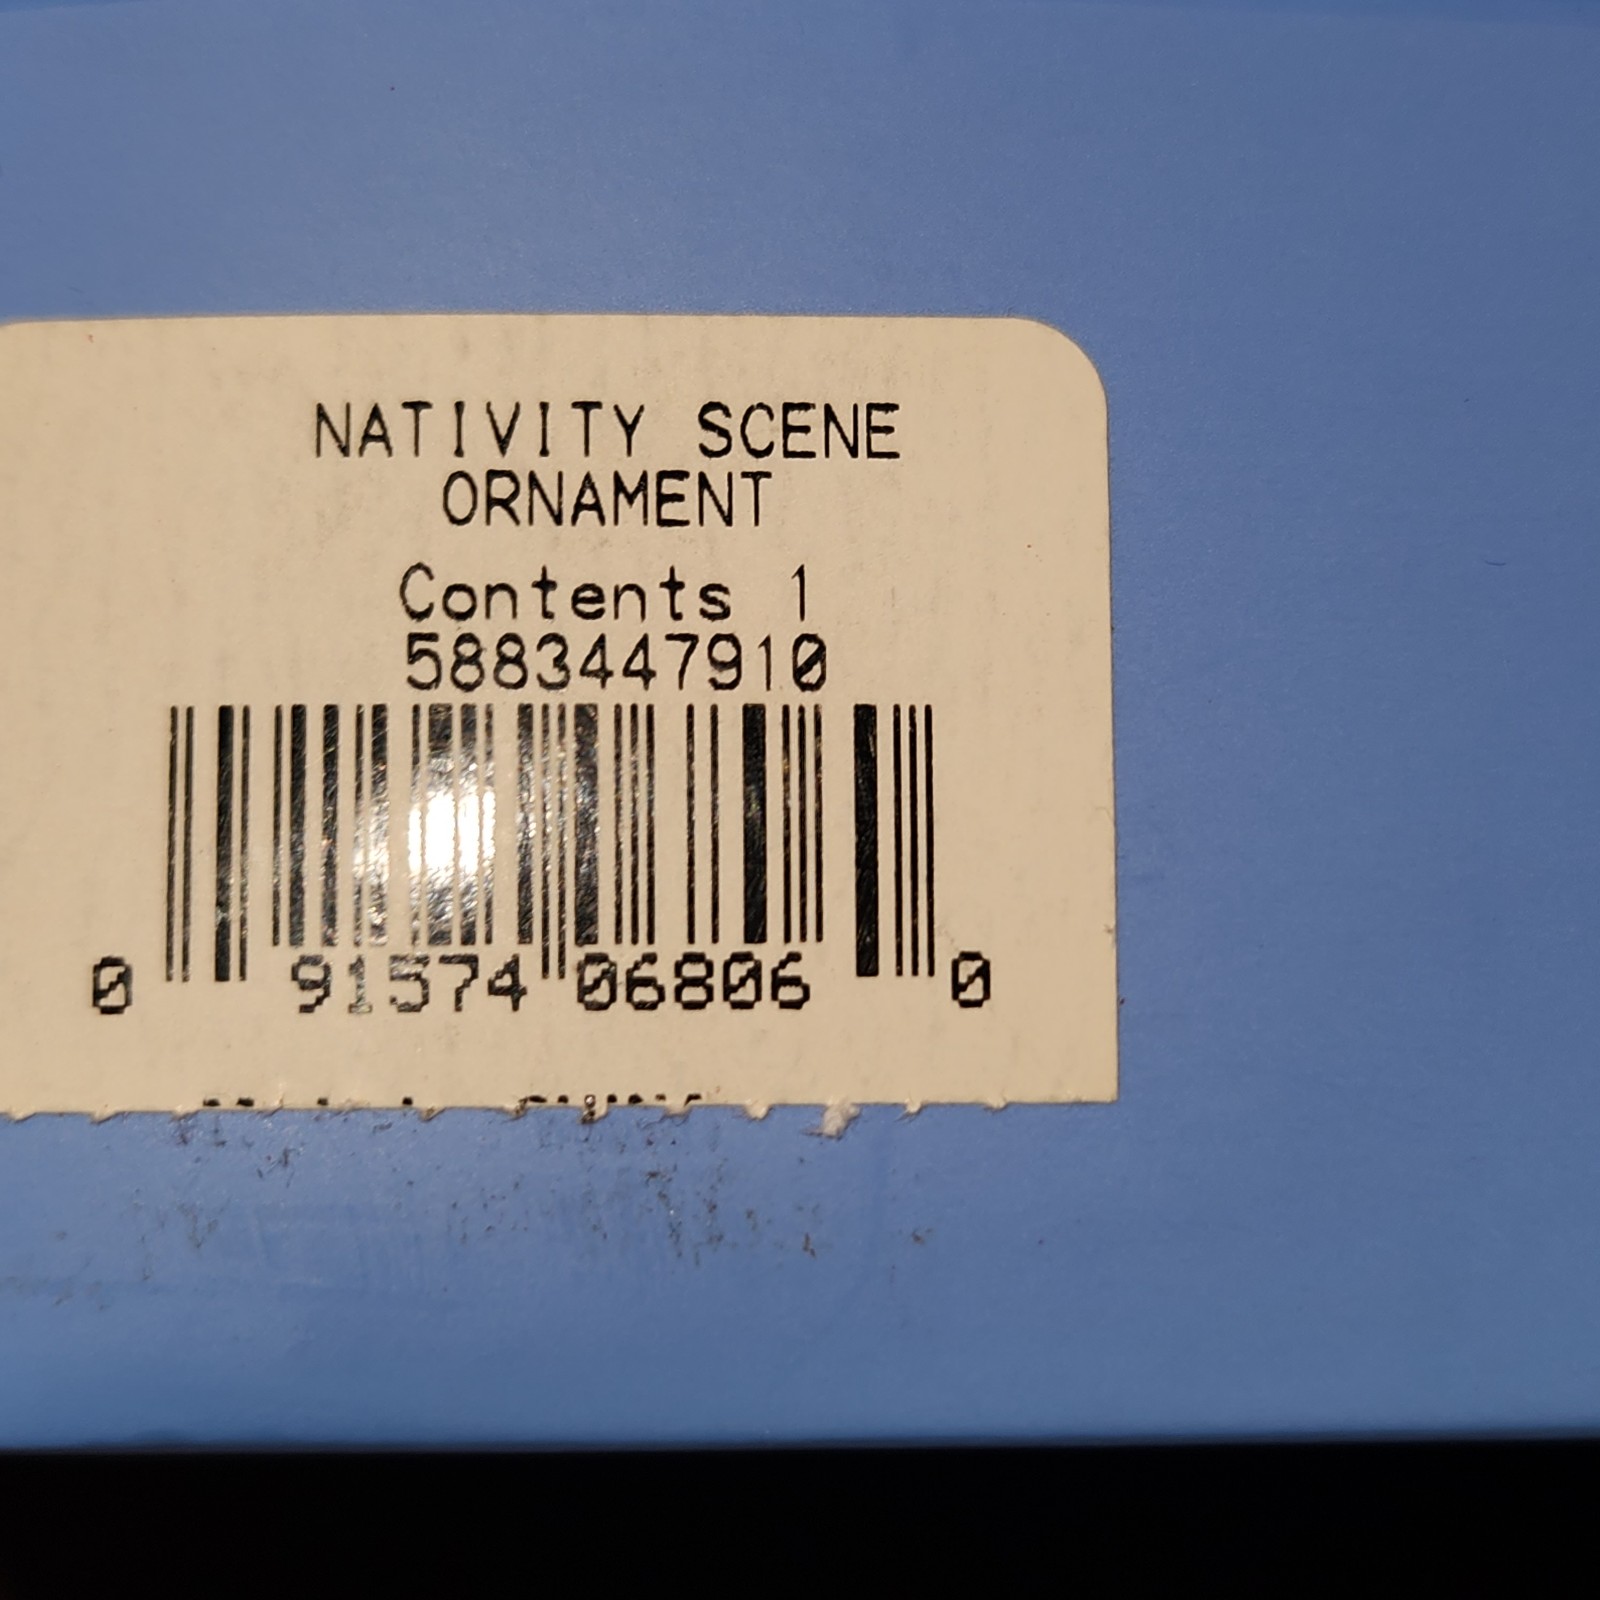 NATIVITY SCENE
ORNAMENT
Contents 1
5883447910
0 91574 06806 0